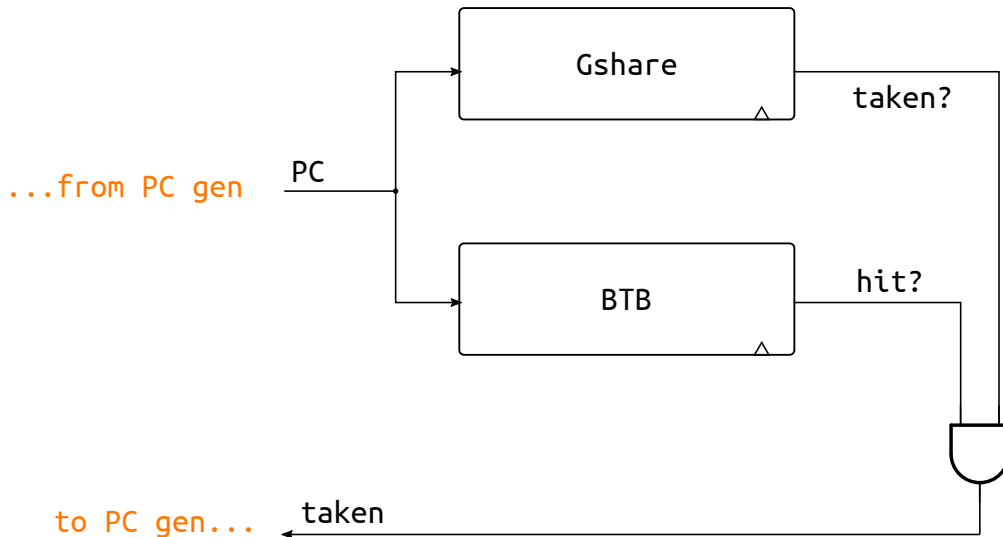 Gshare
taken?
PC
...from PC gen
hit?
BTB
taken
to PC gen...